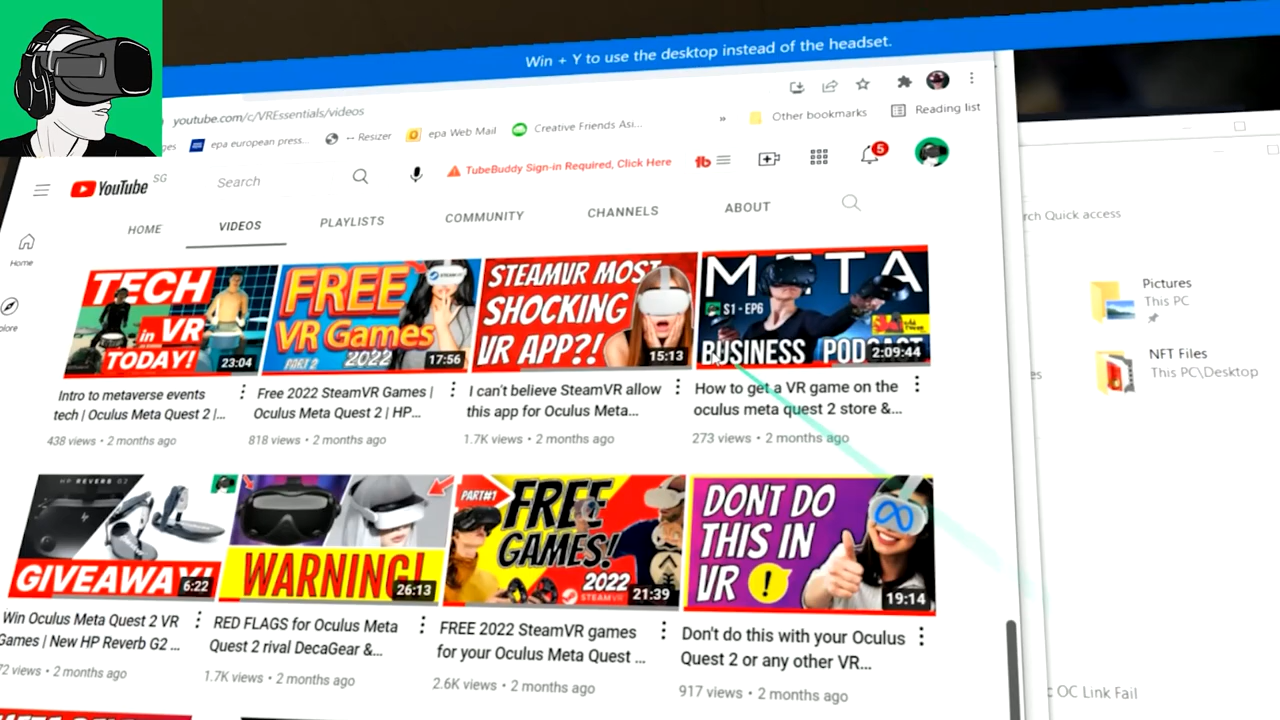 Win + Y to use the desktop instead of the headset.
youtube.com/c/VREssentials/videos
epa european press...
-- Resizer
epa Web Mail
Creative Friends Asi...
»
Other bookmarks
Reading list
YouTube SG
Search
TubeBuddy Sign-in Required, Click Here
tb
5
HOME
VIDEOS
PLAYLISTS
COMMUNITY
CHANNELS
ABOUT
Home
Quick access
Pictures
This PC
NFT Files
This PC\Desktop
TECH
in VR
TODAY!
23:04
FREE
VR Games
PART 2 2022
17:56
STEAMVR MOST
SHOCKING
VR APP?!
15:13
META
S1 - EP6
BUSINESS PODCAST
2:09:44
Intro to metaverse events
tech | Oculus Meta Quest 2 |...
438 views • 2 months ago
Free 2022 SteamVR Games |
Oculus Meta Quest 2 | HP...
818 views • 2 months ago
I can't believe SteamVR allow
this app for Oculus Meta...
1.7K views • 2 months ago
How to get a VR game on the
oculus meta quest 2 store &...
273 views • 2 months ago
HP REVERB G2
GIVEAWAY!
6:22
WARNING!
26:13
PART#1
FREE
GAMES!
2022
STEAMVR
21:39
DONT DO
THIS IN
VR !
19:14
Win Oculus Meta Quest 2 VR
Games | New HP Reverb G2 ...
72 views • 2 months ago
RED FLAGS for Oculus Meta
Quest 2 rival DecaGear &...
1.7K views • 2 months ago
FREE 2022 SteamVR games
for your Oculus Meta Quest ...
2.6K views • 2 months ago
Don't do this with your Oculus
Quest 2 or any other VR...
917 views • 2 months ago
OC Link Fail